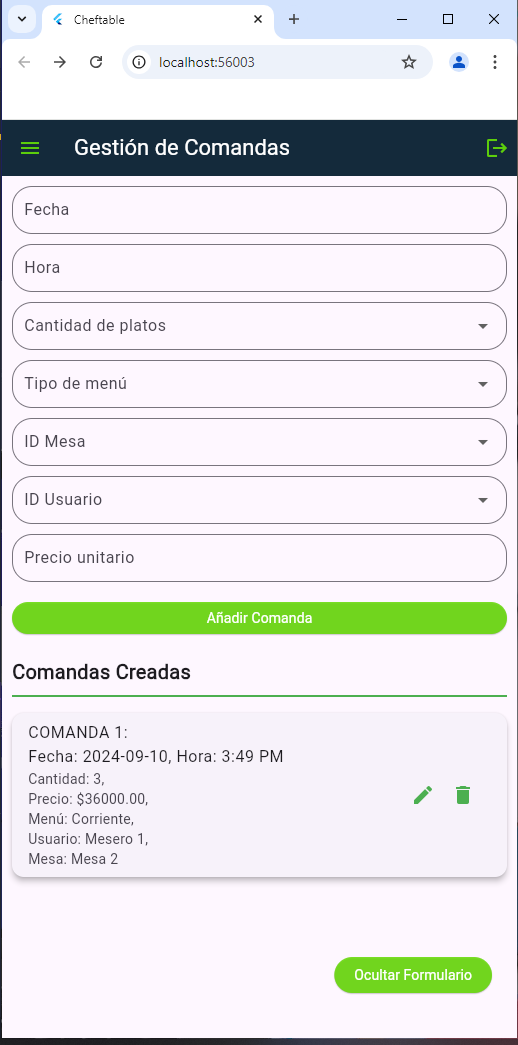 Cheftable
localhost:56003
Gestión de Comandas
Fecha
Hora
Cantidad de platos
Tipo de menú
ID Mesa
ID Usuario
Precio unitario
Añadir Comanda
Comandas Creadas
COMANDA 1:
Fecha: 2024-09-10, Hora: 3:49 PM
Cantidad: 3,
Precio: $36000.00,
Menú: Corriente,
Usuario: Mesero 1,
Mesa: Mesa 2
Ocultar Formulario